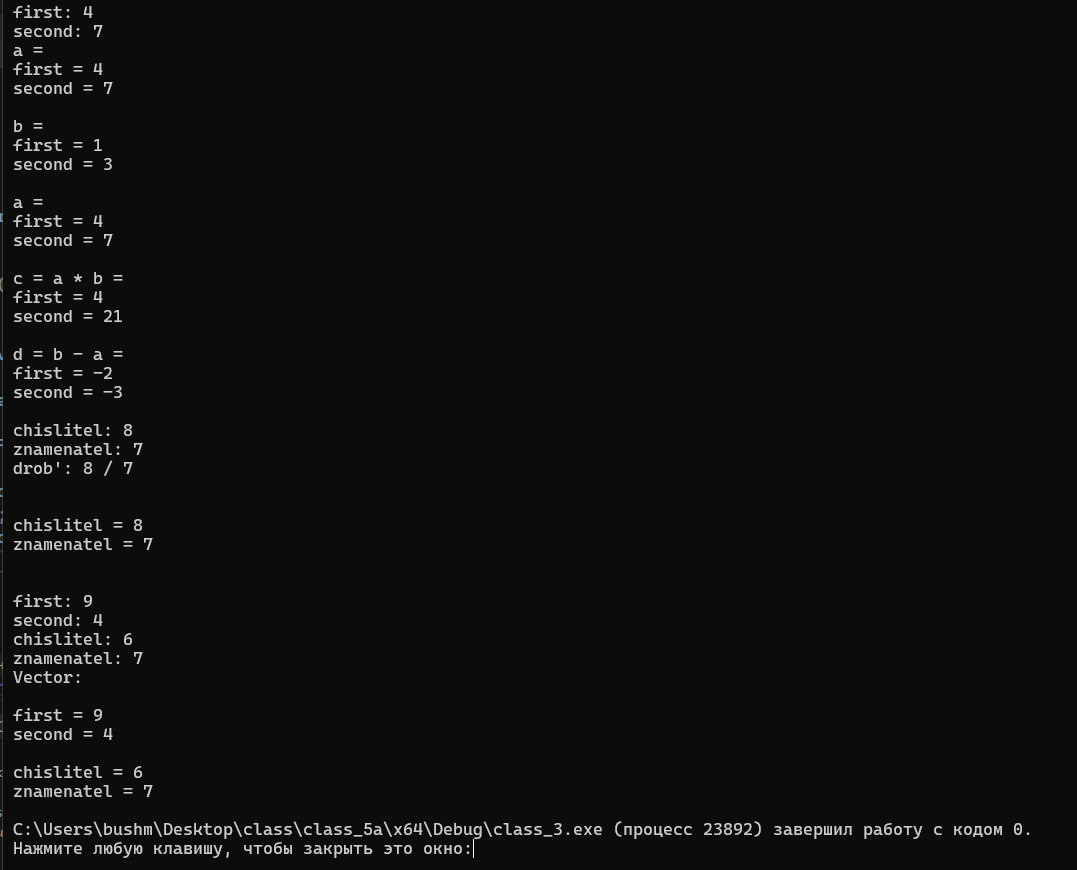 first: 4
second: 7
a =
first = 4
second = 7
b =
first = 1
second = 3
a =
first = 4
second = 7
c = a * b =
first = 4
second = 21
d = b - a =
first = -2
second = -3
chislitel: 8
znamenatel: 7
drob': 8 / 7
chislitel = 8
znamenatel = 7
first: 9
second: 4
chislitel: 6
znamenatel: 7
Vector:
first = 9
second = 4
chislitel = 6
znamenatel = 7
C:\Users\bushm\Desktop\class\class_5a\x64\Debug\class_3.exe (процесс 23892) завершил работу с кодом 0.
Нажмите любую клавишу, чтобы закрыть это окно: